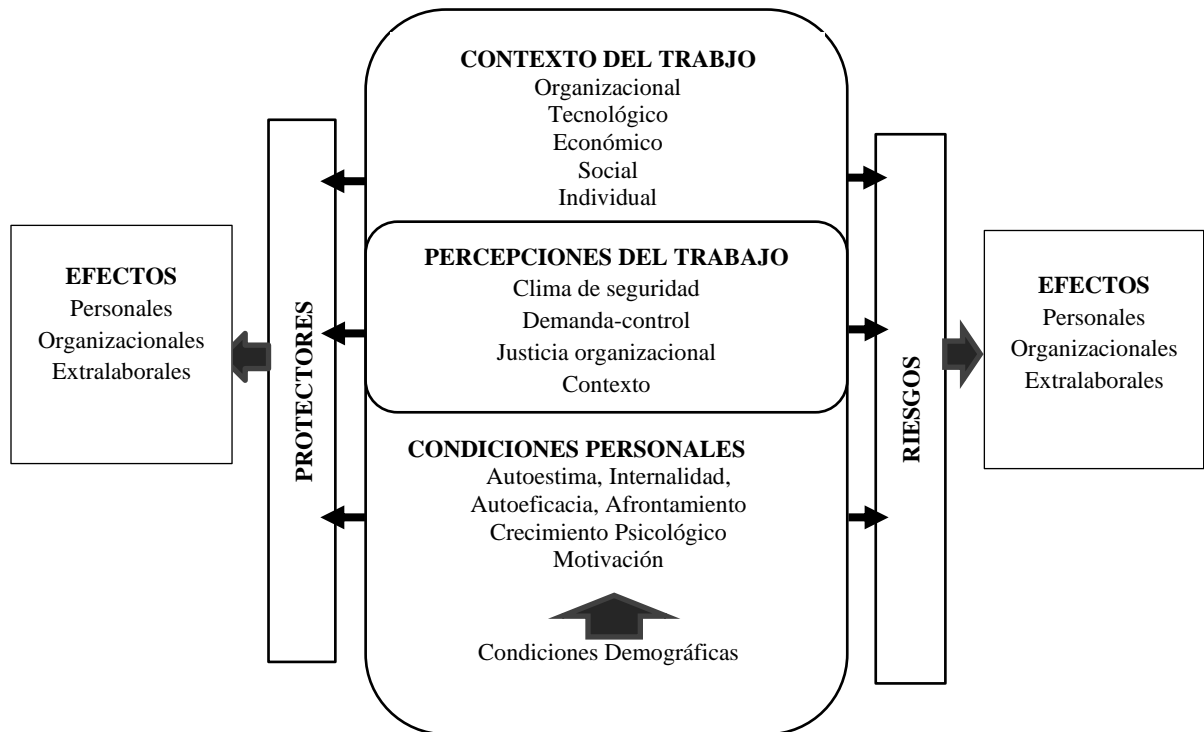 CONTEXTO DEL TRABJO
Organizacional
Tecnológico
Económico
Social
Individual
PERCEPCIONES DEL TRABAJO
Clima de seguridad
Demanda-control
Justicia organizacional
Contexto
CONDICIONES PERSONALES
Autoestima, Internalidad,
Autoeficacia, Afrontamiento
Crecimiento Psicológico
Motivación
Condiciones Demográficas
PROTECTORES
EFECTOS
Personales
Organizacionales
Extralaborales
RIESGOS
EFECTOS
Personales
Organizacionales
Extralaborales